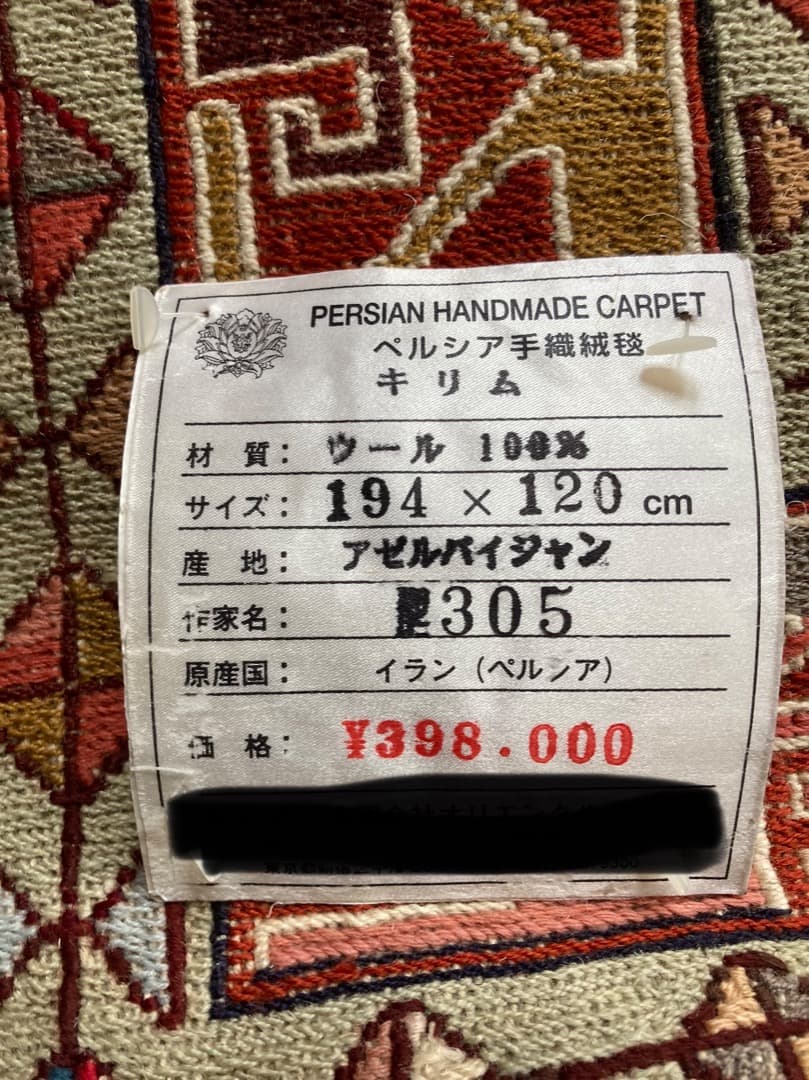 PERSIAN HANDMADE CARPET
ペルシア手織絨毯
キリム
材質: ウール 100%
サイズ: 194 × 120 cm
産地: アゼルバイジャン
作家名: 305
原産国: イラン（ペルシア）
価格: ¥398.000